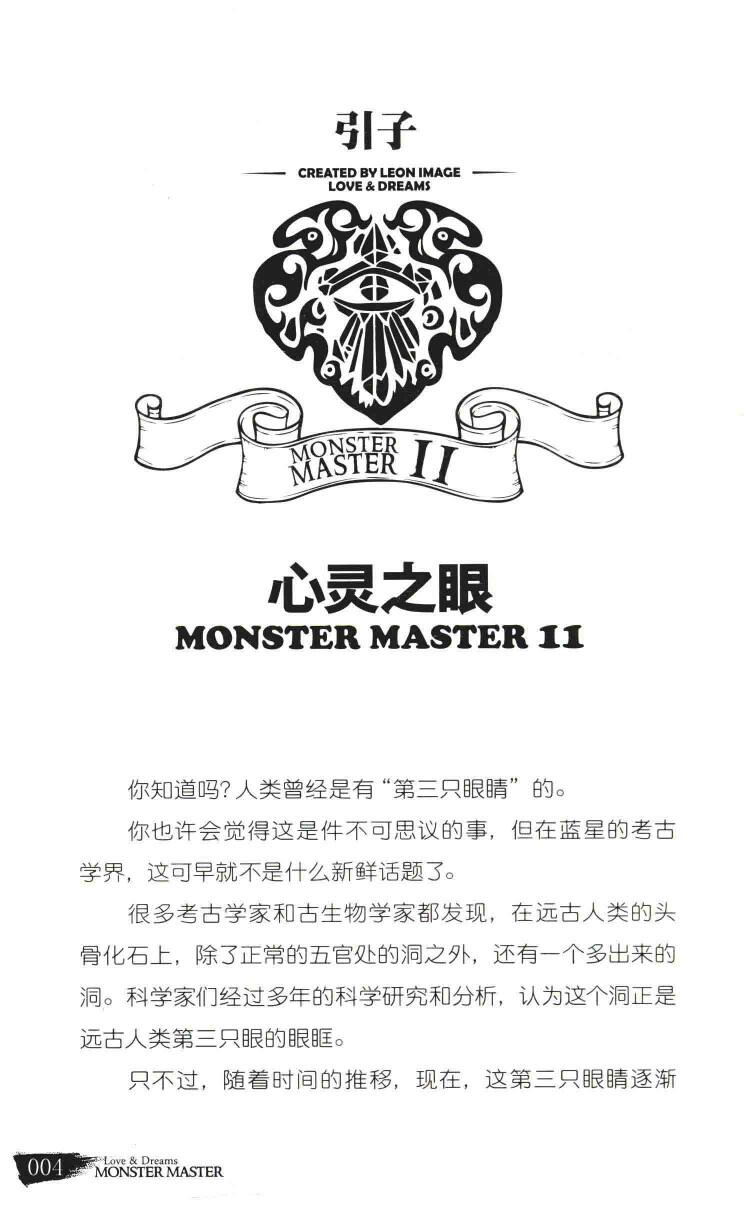 引子
CREATED BY LEON IMAGE
LOVE & DREAMS
MONSTER
MASTER II
心灵之眼
MONSTER MASTER 11
你知道吗？人类曾经是有“第三只眼睛”的。
你也许会觉得这是件不可思议的事，但在蓝星的考古
学界，这可早就不是什么新鲜话题了。
很多考古学家和古生物学家都发现，在远古人类的头
骨化石上，除了正常的五官处的洞之外，还有一个多出来的
洞。科学家们经过多年的科学研究和分析，认为这个洞正是
远古人类第三只眼的眼眶。
只不过，随着时间的推移，现在，这第三只眼睛逐渐
004
Love & Dreams
MONSTER MASTER